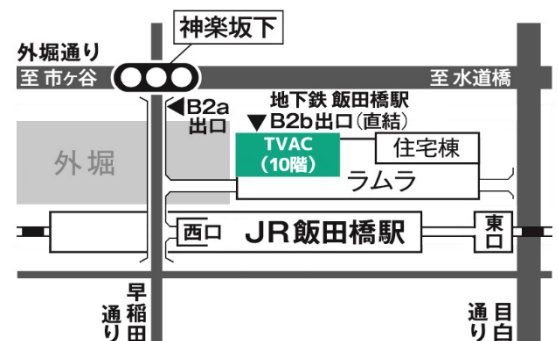 神楽坂下
外堀通り
至 市ヶ谷
至 水道橋
◀B2a
出口
地下鉄 飯田橋駅
▼B2b出口(直結)
TVAC
(10階)
住宅棟
外堀
ラムラ
西口
JR飯田橋駅
東口
早稲田通り
目白通り